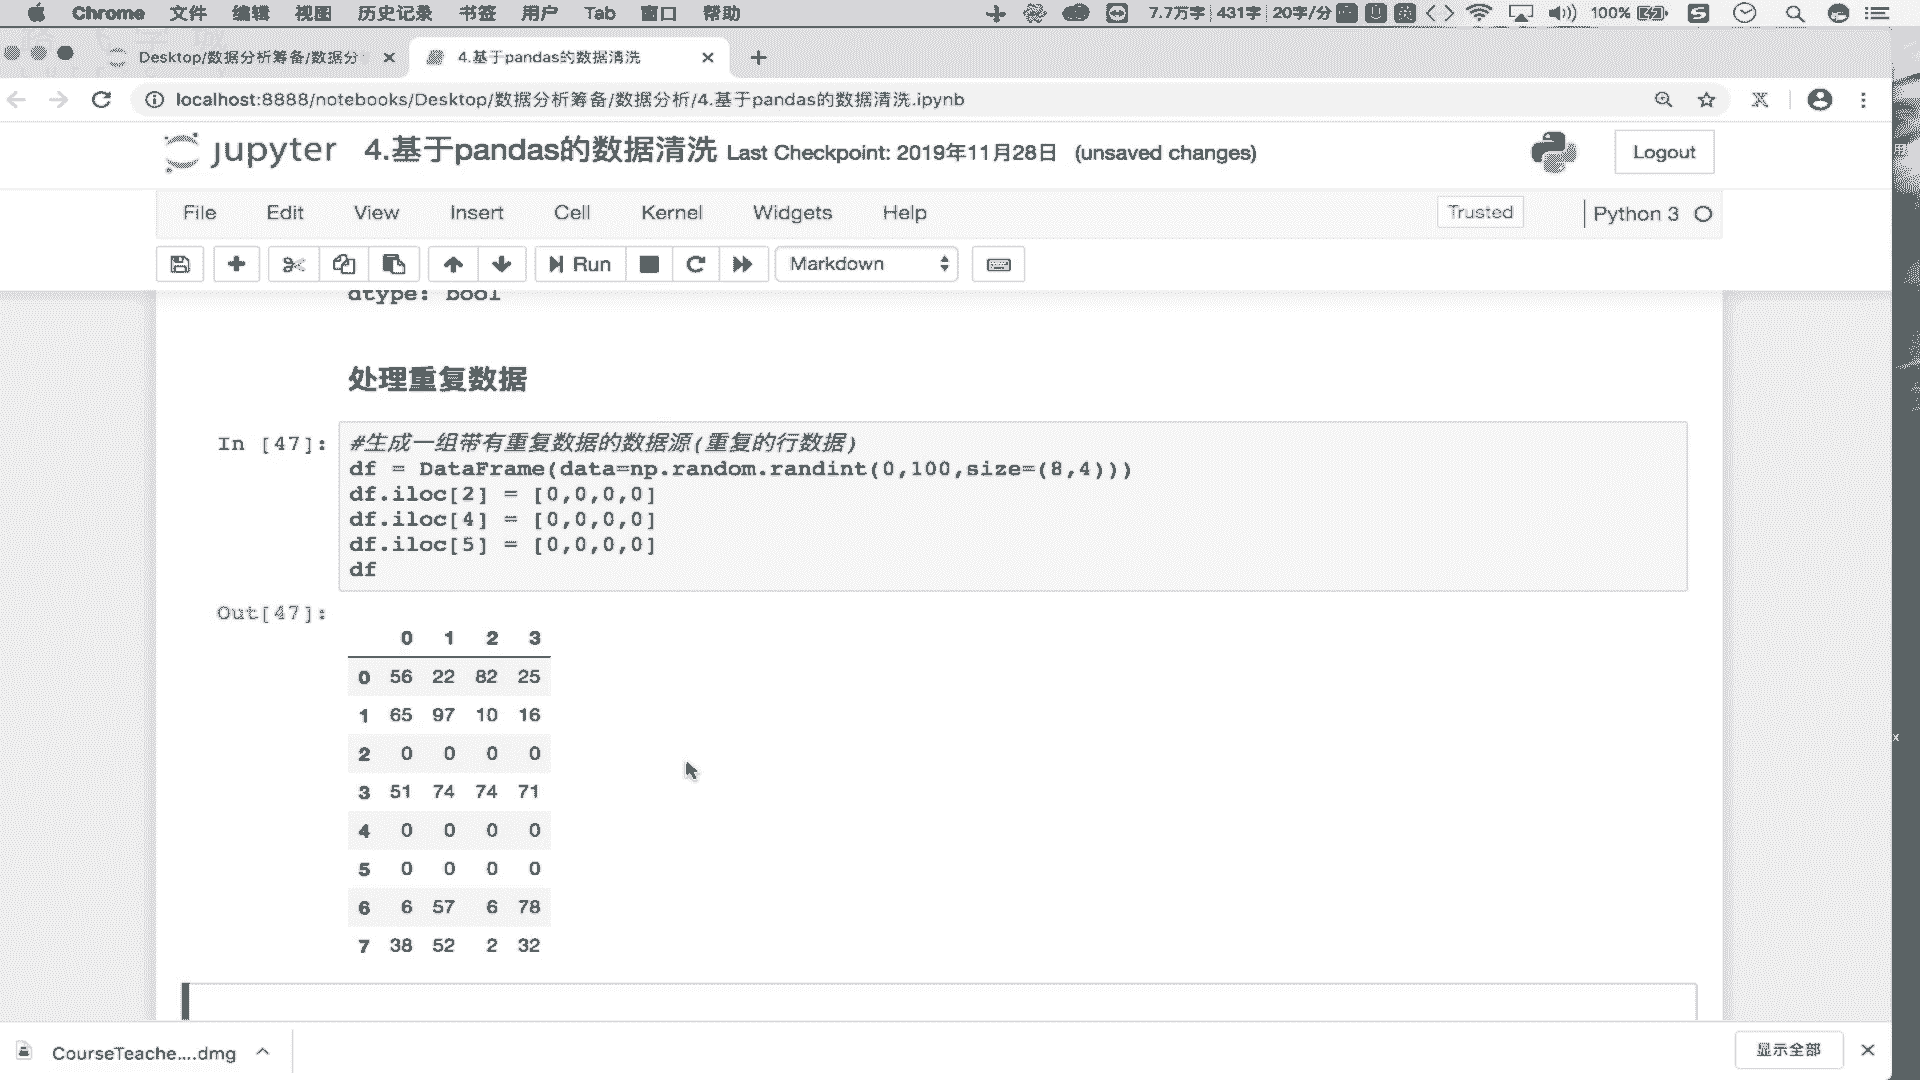 Chrome 文件 编辑 视图 历史记录 书签 用户 Tab 窗口 帮助 7.7万字 431字 20字/分 100%
Desktop/数据分析筹备/数据分
4.基于pandas的数据清洗
localhost:8888/notebooks/Desktop/数据分析筹备/数据分析/4.基于pandas的数据清洗.ipynb
jupyter 4.基于pandas的数据清洗 Last Checkpoint: 2019年11月28日 (unsaved changes)
Logout
File Edit View Insert Cell Kernel Widgets Help Trusted Python 3
Run Markdown
dtype: bool
处理重复数据
In [47]: #生成一组带有重复数据的数据源(重复的行数据)
df = DataFrame(data=np.random.randint(0,100,size=(8,4)))
df.iloc[2] = [0,0,0,0]
df.iloc[4] = [0,0,0,0]
df.iloc[5] = [0,0,0,0]
df
Out[47]:
0 1 2 3
0 56 22 82 25
1 65 97 10 16
2 0 0 0 0
3 51 74 74 71
4 0 0 0 0
5 0 0 0 0
6 6 57 6 78
7 38 52 2 32
CourseTeache....dmg
显示全部